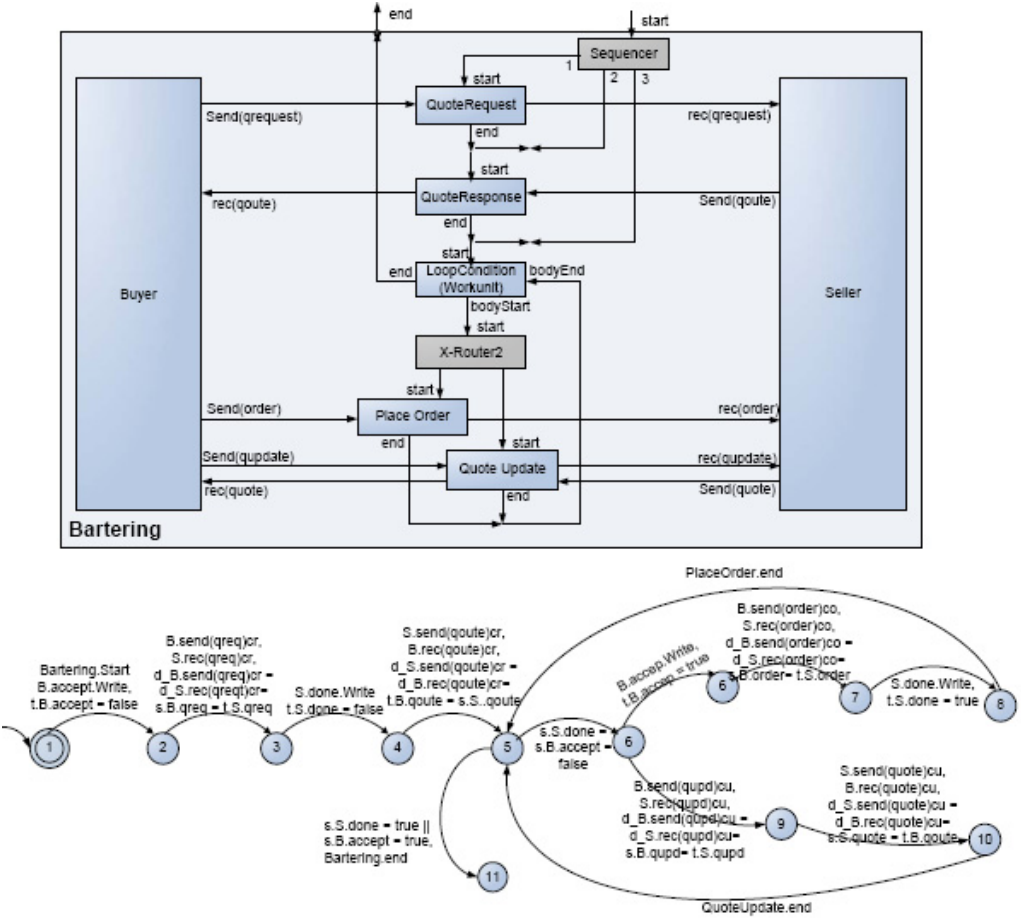 end
start
Sequencer
1
2
3
start
QuoteRequest
Send(qrequest)
rec(qrequest)
end
start
QuoteResponse
rec(qoute)
Send(qoute)
end
start
end
LoopCondition
(Workunit)
bodyEnd
Buyer
Seller
bodyStart
start
X-Router2
start
Send(order)
Place Order
rec(order)
end
start
Send(qupdate)
Quote Update
rec(qupdate)
rec(quote)
Send(quote)
end
Bartering
PlaceOrder.end
Bartering.Start
B.accept.Write,
t.B.accept = false
B.send(qreq)cr,
S.rec(qreq)cr,
d_B.send(qreq)cr =
d_S.rec(qreqt)cr=
s.B.qreq = t.S.qreq
S.done.Write
t.S.done = false
S.send(qoute)cr,
B.rec(qoute)cr,
d_S.send(qoute)cr =
d_B.rec(qoute)cr=
t.B.qoute = s.S..qoute
B.accep.Write,
t.B.accep = true
B.send(order)co,
S.rec(order)co,
d_B.send(order)co =
d_S.rec(order)co=
s.B.order= t.S.order
S.done.Write,
t.S.done = true
1
2
3
4
5
s.S.done =
s.B.accept =
false
6
6
7
8
s.S.done = true ||
s.B.accept = true,
Bartering.end
11
B.send(qupd)cu,
S.rec(qupd)cu,
d_B.send(qupd)cu =
d_S.rec(qupd)cu=
s.B.qupd= t.S.qupd
9
S.send(quote)cu,
B.rec(quote)cu,
d_S.send(quote)cu =
d_B.rec(quote)cu=
s.S.quote = t.B.qoute
10
QuoteUpdate.end